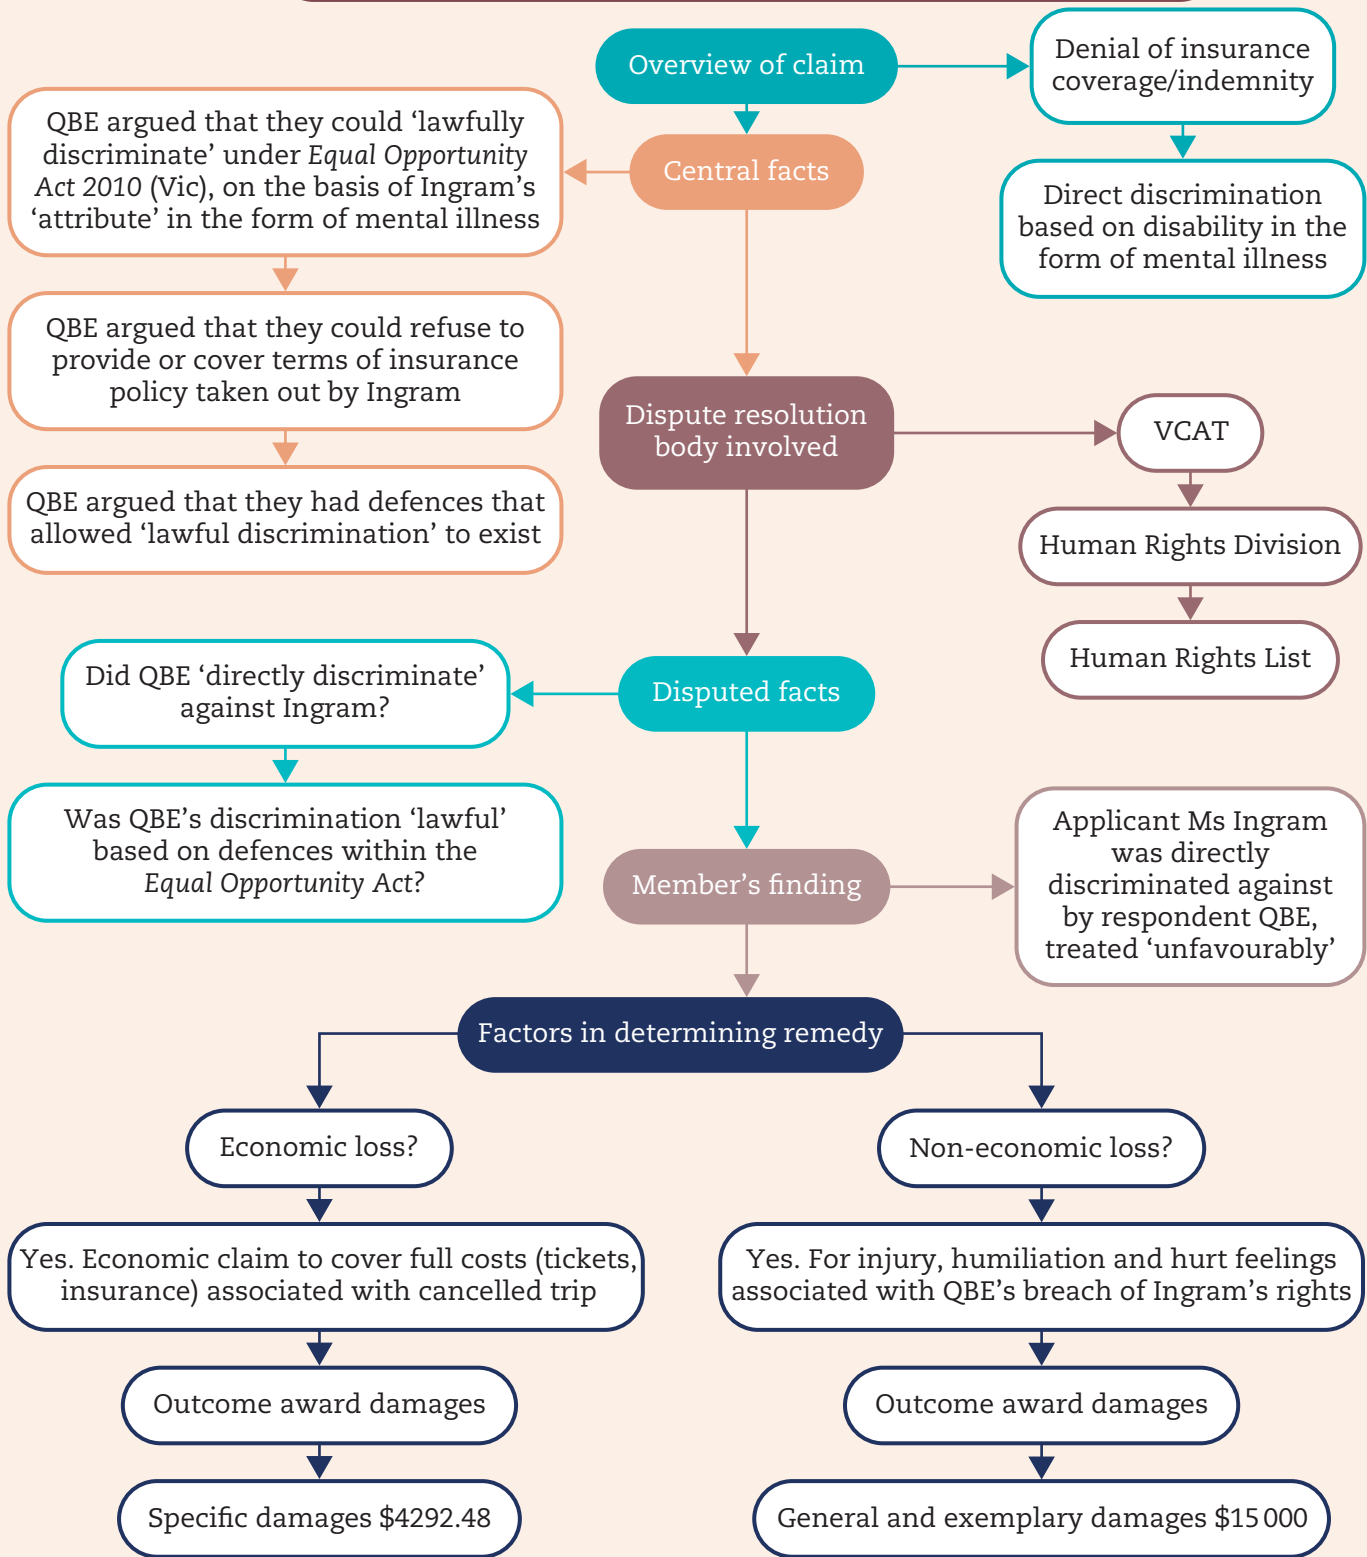 Overview of claim
Denial of insurance
coverage/indemnity
Direct discrimination
based on disability in the
form of mental illness
Central facts
QBE argued that they could ‘lawfully
discriminate’ under Equal Opportunity
Act 2010 (Vic), on the basis of Ingram’s
‘attribute’ in the form of mental illness
QBE argued that they could refuse to
provide or cover terms of insurance
policy taken out by Ingram
QBE argued that they had defences that
allowed ‘lawful discrimination’ to exist
Dispute resolution
body involved
VCAT
Human Rights Division
Human Rights List
Disputed facts
Did QBE ‘directly discriminate’
against Ingram?
Was QBE’s discrimination ‘lawful’
based on defences within the
Equal Opportunity Act?
Member’s finding
Applicant Ms Ingram
was directly
discriminated against
by respondent QBE,
treated ‘unfavourably’
Factors in determining remedy
Economic loss?
Yes. Economic claim to cover full costs (tickets,
insurance) associated with cancelled trip
Outcome award damages
Specific damages $4292.48
Non-economic loss?
Yes. For injury, humiliation and hurt feelings
associated with QBE’s breach of Ingram’s rights
Outcome award damages
General and exemplary damages $15 000